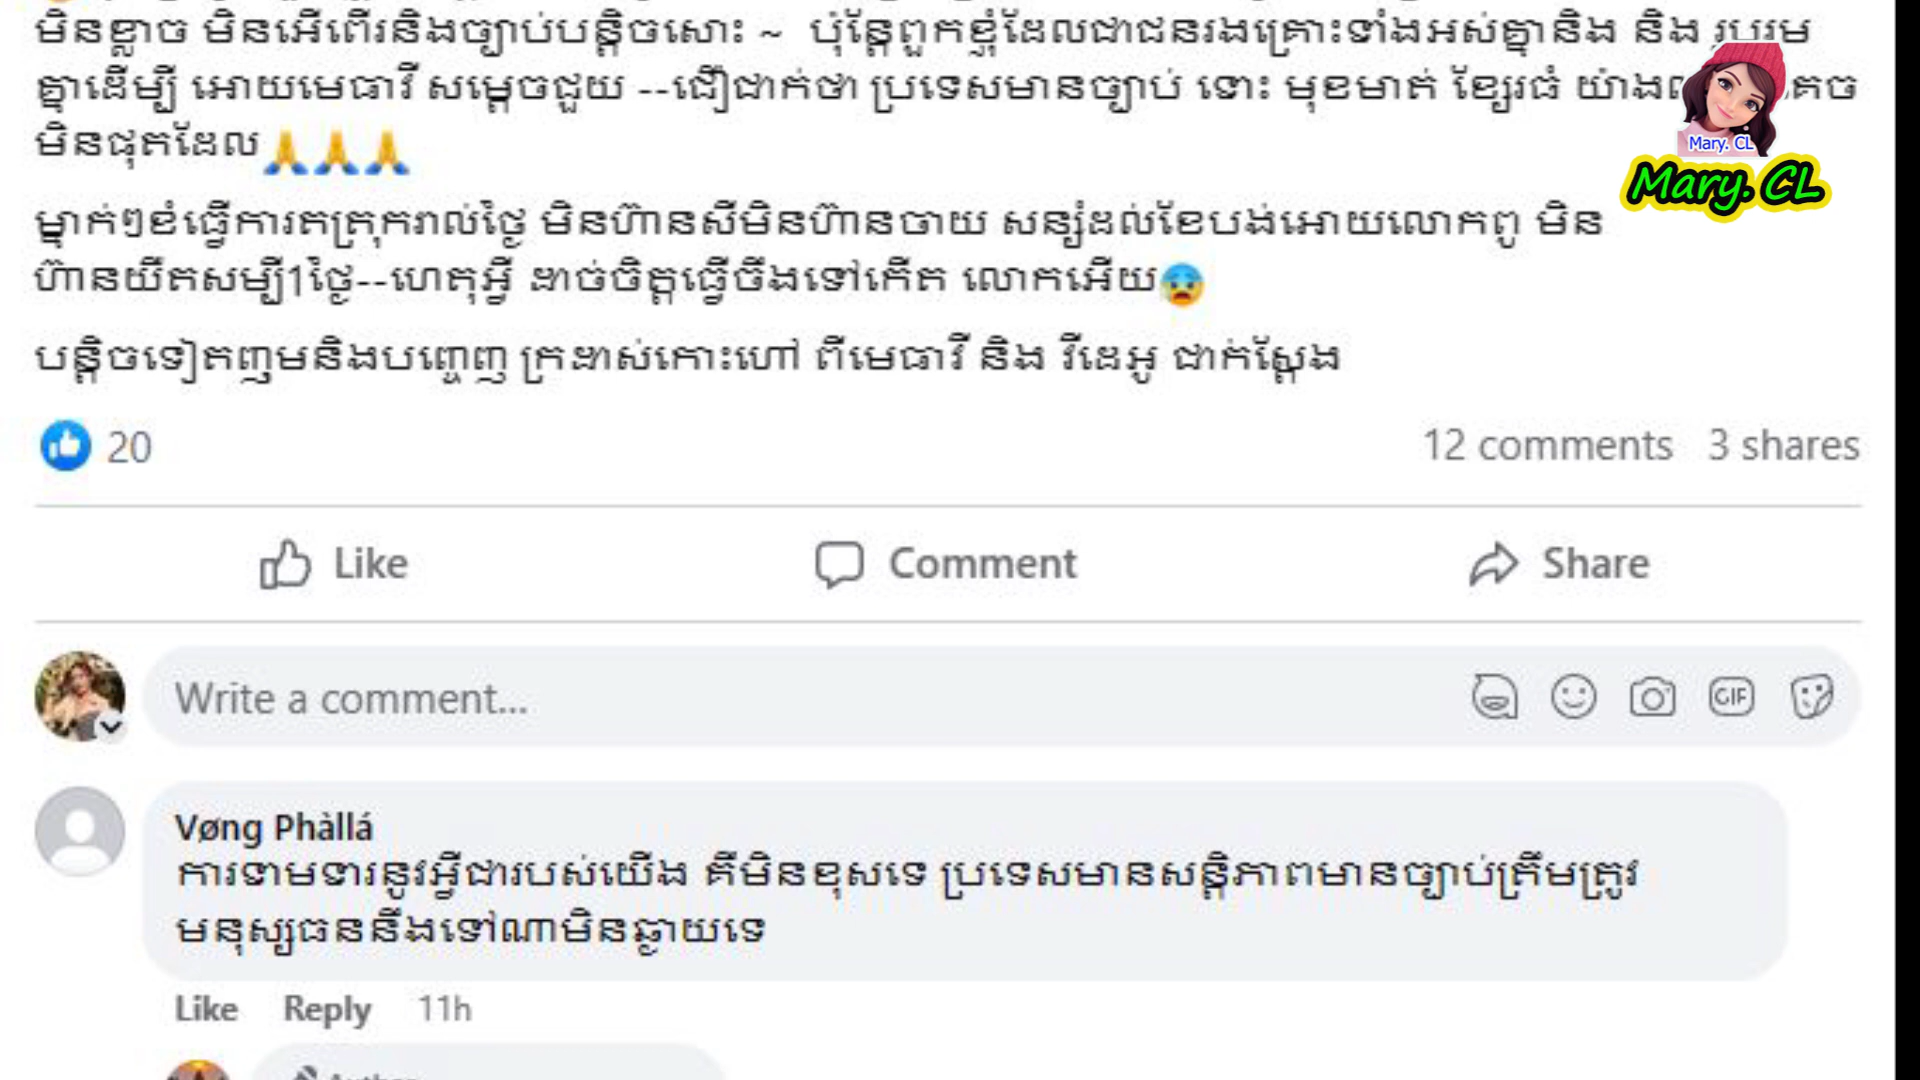 មិនខ្លាច មិនអើពើរនិងច្បាប់បន្តិចសោះ ~ ប៉ុន្តែពួកខ្ញុំដែលជាជនរងគ្រោះទាំងអស់គ្នានិង និង រួបរួម
គ្នាដើម្បី អោយមេធាវី សម្តេចជួយ --ជឿជាក់ថា ប្រទេសមានច្បាប់ ទោះ មុខមាត់ ខ្សែរធំ យ៉ាង គេច
មិនផុតដែល🙏🙏🙏
Mary. CL
Mary. CL
ម្នាក់ៗខំធ្វើការតត្រុករាល់ថ្ងៃ មិនហ៊ានសីមិនហ៊ានចាយ សន្សំដល់ខែបង់អោយលោកពូ មិន
ហ៊ានយឺតសម្បី1ថ្ងៃ--ហេតុអ្វី ដាច់ចិត្តធ្វើចឹងទៅកើត លោកអើយ😰
បន្តិចទៀតញមនិងបញ្ចេញ ក្រដាស់កោះហៅ ពីមេធាវី និង វីដេអូ ជាក់ស្តែង
20
12 comments 3 shares
Like Comment Share
Write a comment...
GIF
Vøng Phàllá
ការទាមទារនូវអ្វីជារបស់យើង គឺមិនខុសទេ ប្រទេសមានសន្តិភាពមានច្បាប់ត្រឹមត្រូវ
មនុស្សធននឹងទៅណាមិនឆ្ងាយទេ
Like Reply 11h
Author